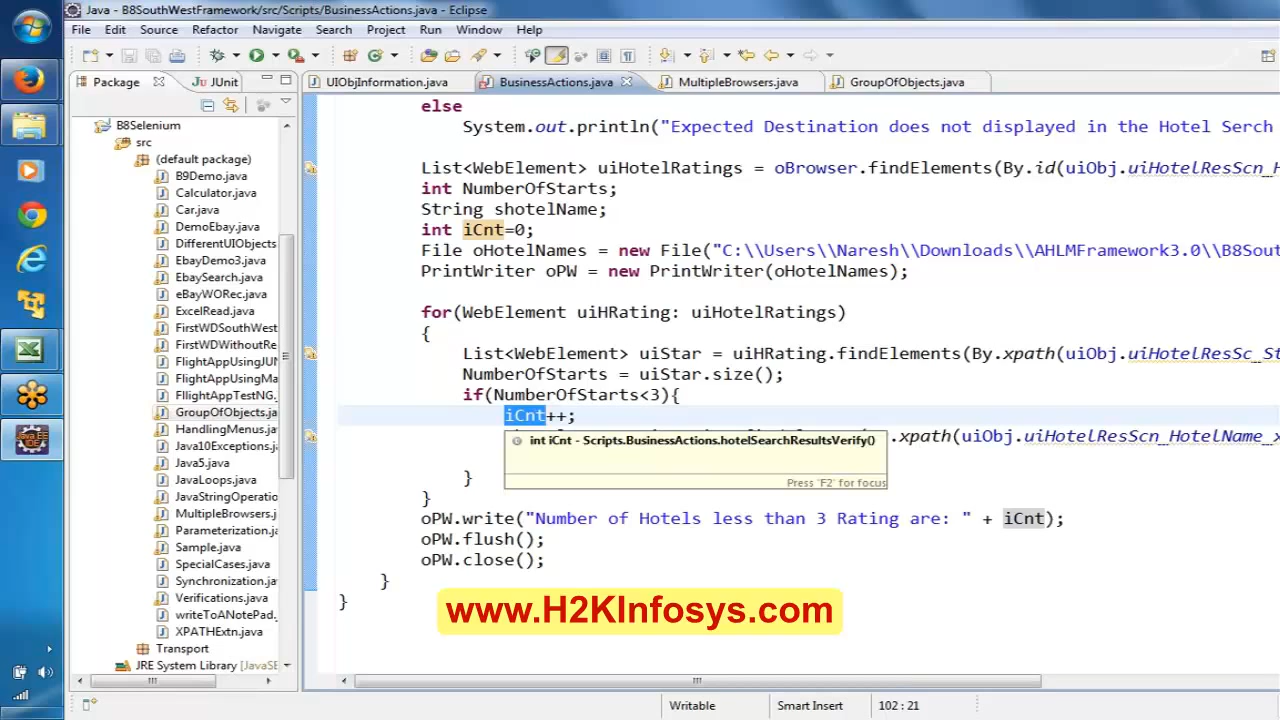 Java - B8SouthWestFramework/src/Scripts/BusinessActions.java - Eclipse
File Edit Source Refactor Navigate Search Project Run Window Help
Package JUnit UIObjInformation.java BusinessActions.java MultipleBrowsers.java GroupOfObjects.java
B8Selenium
src
(default package)
B9Demo.java
Calculator.java
Car.java
DemoEbay.java
DifferentUIObjects
EbayDemo3.java
EbaySearch.java
eBayWORec.java
ExcelRead.java
FirstWDSouthWest
FirstWDWithoutRe
FlightAppUsingJUN
FlightAppUsingMa
FlightAppTestNG.
GroupOfObjects.ja
HandlingMenus.jav
Java10Exceptions.j
Java5.java
JavaLoops.java
JavaStringOperatio
MultipleBrowsers.j
Parameterization.ja
Sample.java
SpecialCases.java
Synchronization.ja
Verifications.java
writeToANotePad.
XPATHExtn.java
Transport
JRE System Library [JavaSE
else
System.out.println("Expected Destination does not displayed in the Hotel Serch
List<WebElement> uiHotelRatings = oBrowser.findElements(By.id(uiObj.uiHotelResScn_H
int NumberOfStarts;
String shotelName;
int iCnt=0;
File oHotelNames = new File("C:\\Users\\Naresh\\Downloads\\AHLMFramework3.0\\B8Sout
PrintWriter oPW = new PrintWriter(oHotelNames);
for(WebElement uiHRating: uiHotelRatings)
{
List<WebElement> uiStar = uiHRating.findElements(By.xpath(uiObj.uiHotelResSc_St
NumberOfStarts = uiStar.size();
if(NumberOfStarts<3){
iCnt++;
.xpath(uiObj.uiHotelResScn_HotelName_x
int iCnt - Scripts.BusinessActions.hotelSearchResultsVerify()
Press 'F2' for focus
}
}
oPW.write("Number of Hotels less than 3 Rating are: " + iCnt);
oPW.flush();
oPW.close();
}
}
www.H2KInfosys.com
Writable Smart Insert 102 : 21